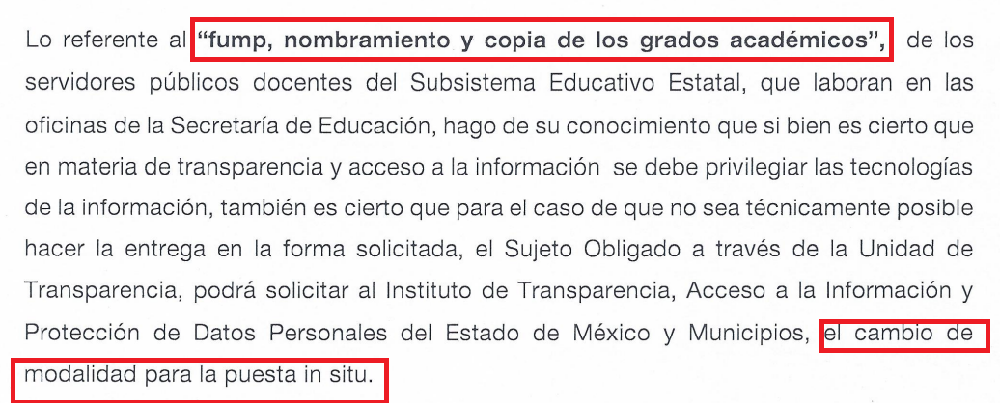 Lo referente al “fump, nombramiento y copia de los grados académicos”, de los
servidores públicos docentes del Subsistema Educativo Estatal, que laboran en las
oficinas de la Secretaría de Educación, hago de su conocimiento que si bien es cierto que
en materia de transparencia y acceso a la información se debe privilegiar las tecnologías
de la información, también es cierto que para el caso de que no sea técnicamente posible
hacer la entrega en la forma solicitada, el Sujeto Obligado a través de la Unidad de
Transparencia, podrá solicitar al Instituto de Transparencia, Acceso a la Información y
Protección de Datos Personales del Estado de México y Municipios, el cambio de
modalidad para la puesta in situ.